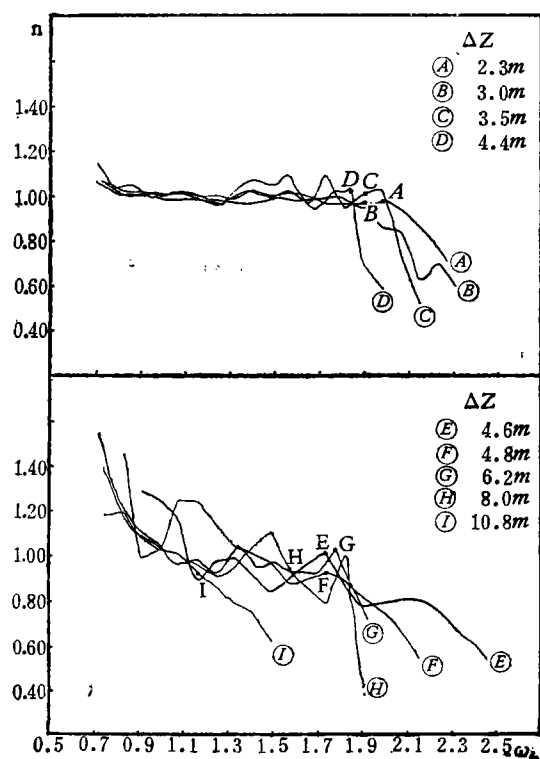 n
ΔZ
Ⓐ 2.3m
Ⓑ 3.0m
Ⓒ 3.5m
Ⓓ 4.4m
1.40
1.20
1.00
0.80
0.60
0.40
D C A
B
Ⓐ
Ⓑ
Ⓒ
Ⓓ
ΔZ
Ⓔ 4.6m
Ⓕ 4.8m
Ⓖ 6.2m
Ⓗ 8.0m
Ⓘ 10.8m
1.40
1.20
1.00
0.80
0.60
0.40
H E G
I F
Ⓖ
Ⓘ
Ⓕ
Ⓔ
Ⓗ
0.5 0.7 0.9 1.1 1.3 1.5 1.7 1.9 2.1 2.3 2.5 ωi